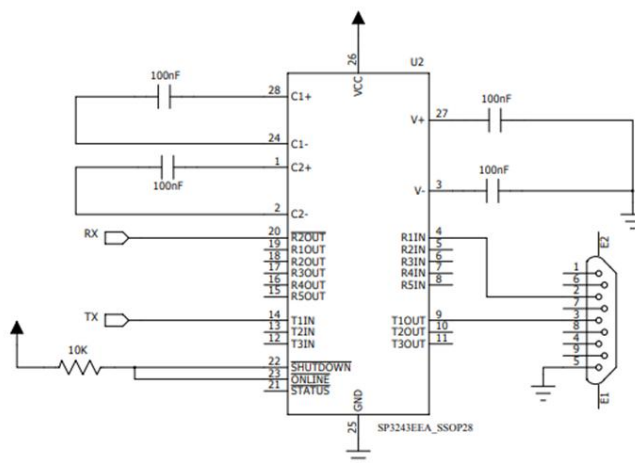 U2
26
VCC
100nF
28 C1+
24 C1-
1 C2+
100nF
2 C2-
RX
20 R2OUT
19 R1OUT
18 R2OUT
17 R3OUT
16 R4OUT
15 R5OUT
TX
14 T1IN
13 T2IN
12 T3IN
10K
22 SHUTDOWN
23 ONLINE
21 STATUS
GND
25
V+ 27
100nF
V- 3
100nF
R1IN 4
R2IN 5
R3IN 6
R4IN 7
R5IN 8
T1OUT 9
T2OUT 10
T3OUT 11
SP3243EEA_SSOP28
E2
1
6
2
7
3
8
4
9
5
E1